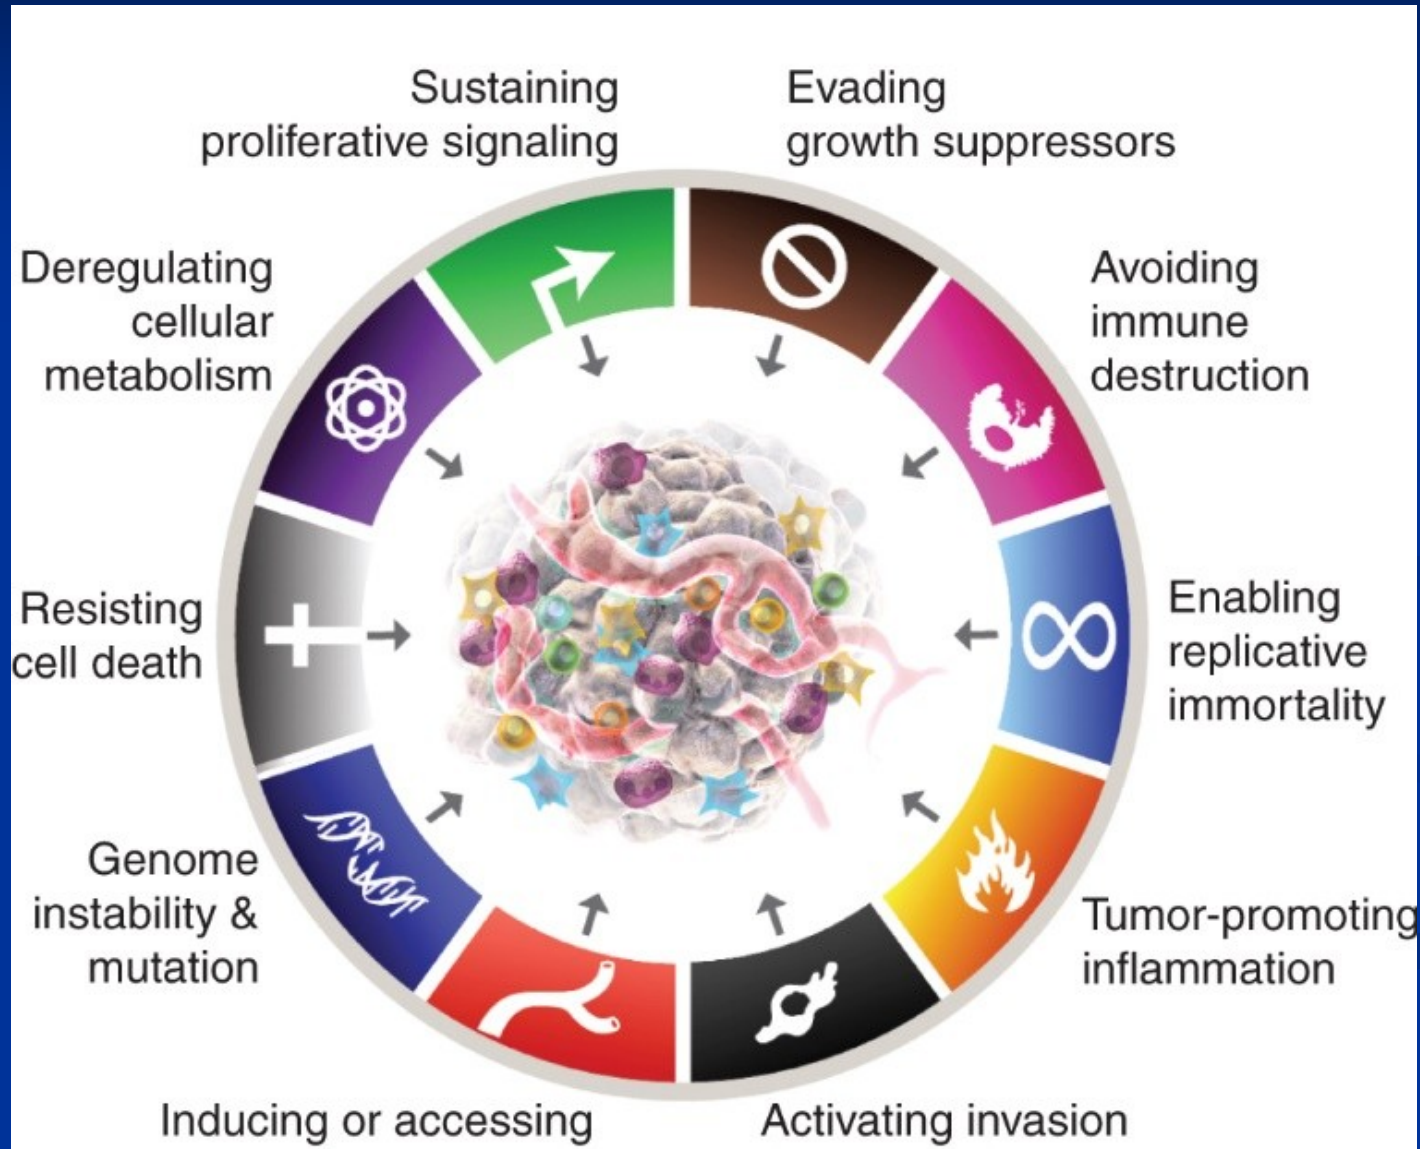 Sustaining
proliferative signaling
Evading
growth suppressors
Deregulating
cellular
metabolism
Avoiding
immune
destruction
Resisting
cell death
Enabling
replicative
immortality
Genome
instability &
mutation
Tumor-promoting
inflammation
Inducing or accessing
Activating invasion